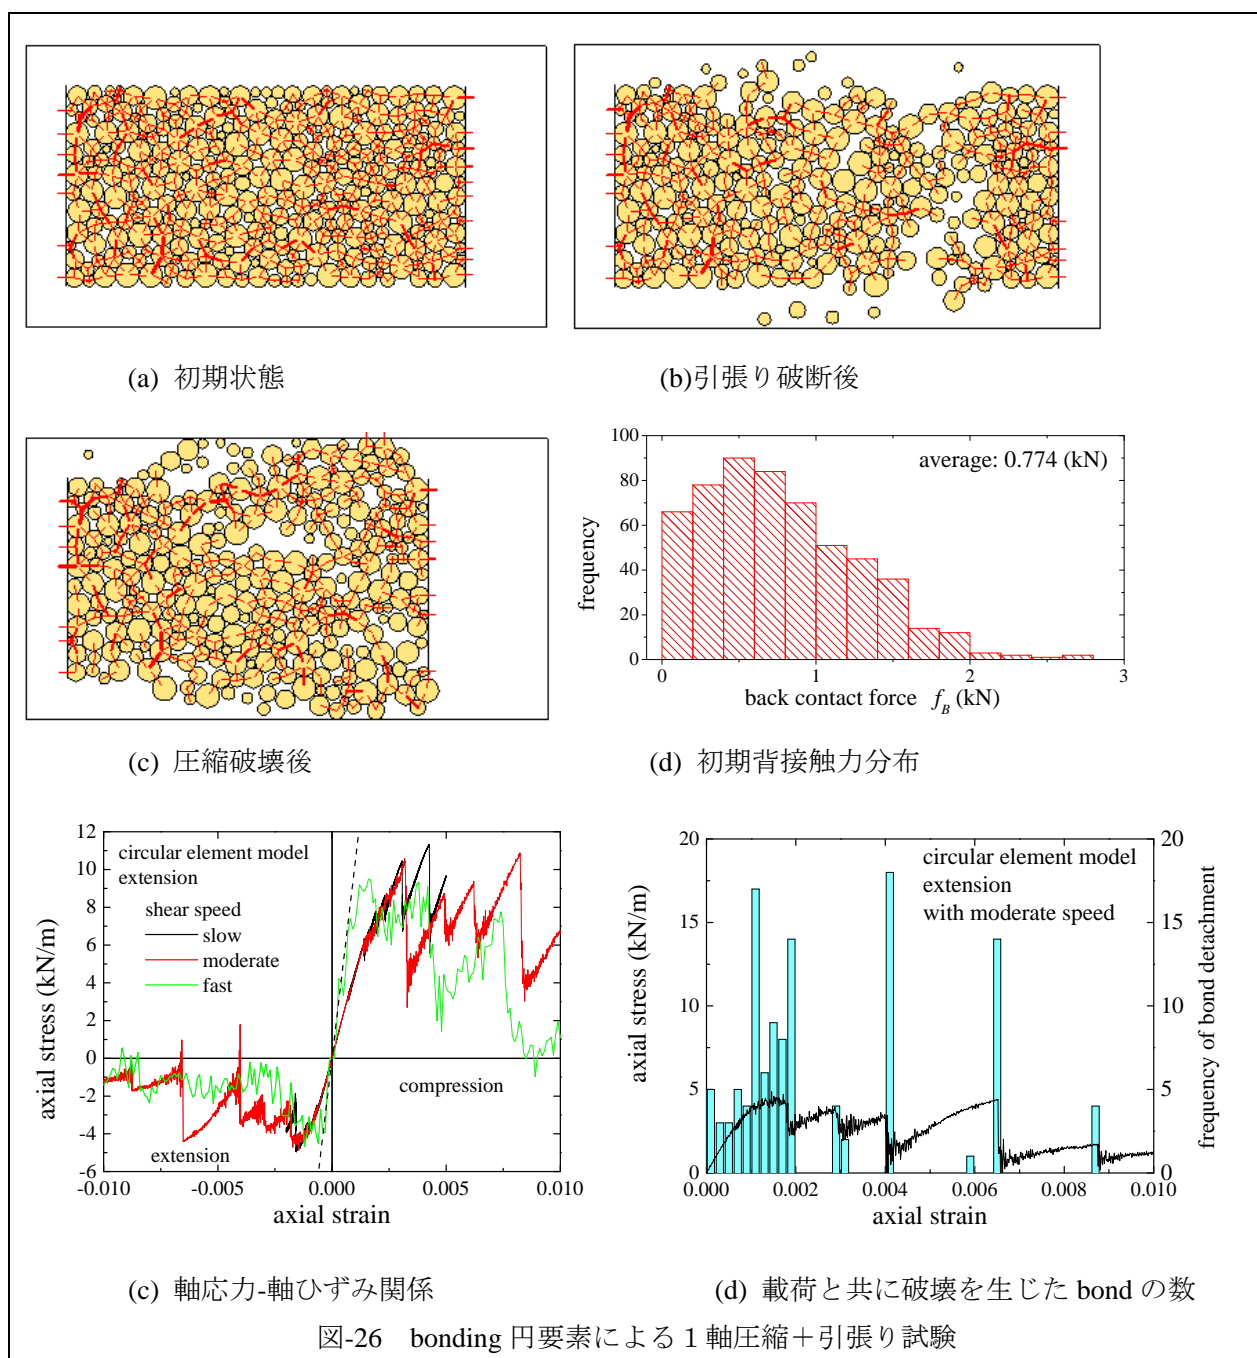 (a) 初期状態
(b)引張り破断後
100
80
60
40
20
0
frequency
average: 0.774 (kN)
0
1
2
3
back contact force f_B (kN)
(c) 圧縮破壊後
(d) 初期背接触力分布
12
10
8
6
4
2
0
-2
-4
-6
axial stress (kN/m)
circular element model
extension
shear speed
slow
moderate
fast
compression
extension
-0.010
-0.005
0.000
0.005
0.010
axial strain
20
15
10
5
0
axial stress (kN/m)
circular element model
extension
with moderate speed
20
15
10
5
0
frequency of bond detachment
0.000
0.002
0.004
0.006
0.008
0.010
axial strain
(c) 軸応力-軸ひずみ関係
(d) 載荷と共に破壊を生じた bond の数
図-26 bonding 円要素による１軸圧縮＋引張り試験